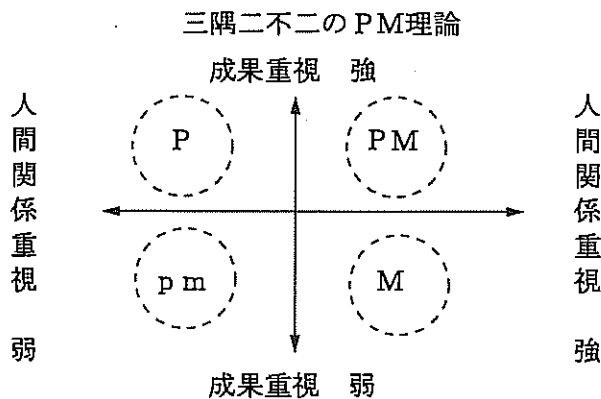 三隅二不二のPM理論
成果重視 強
人間関係重視 弱
人間関係重視 強
P
PM
pm
M
成果重視 弱